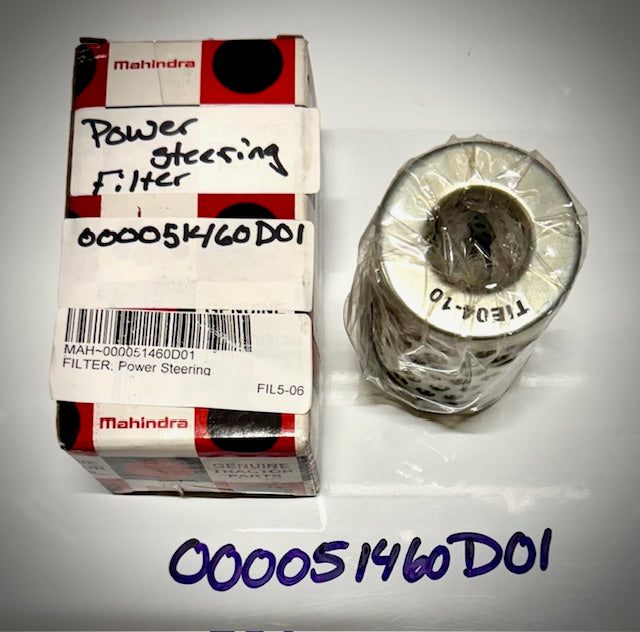 Mahindra
Power
steering
Filter
000051460D01
GENUINE
MAH~000051460D01
FILTER, Power Steering
FIL5-06
Mahindra
GENUINE
TRACTOR
PARTS
TIE04-10
000051460D01